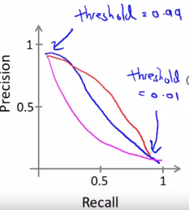 threshold = 0.99
1
Precision
threshold
= 0.01
0.5
0.5
1
Recall